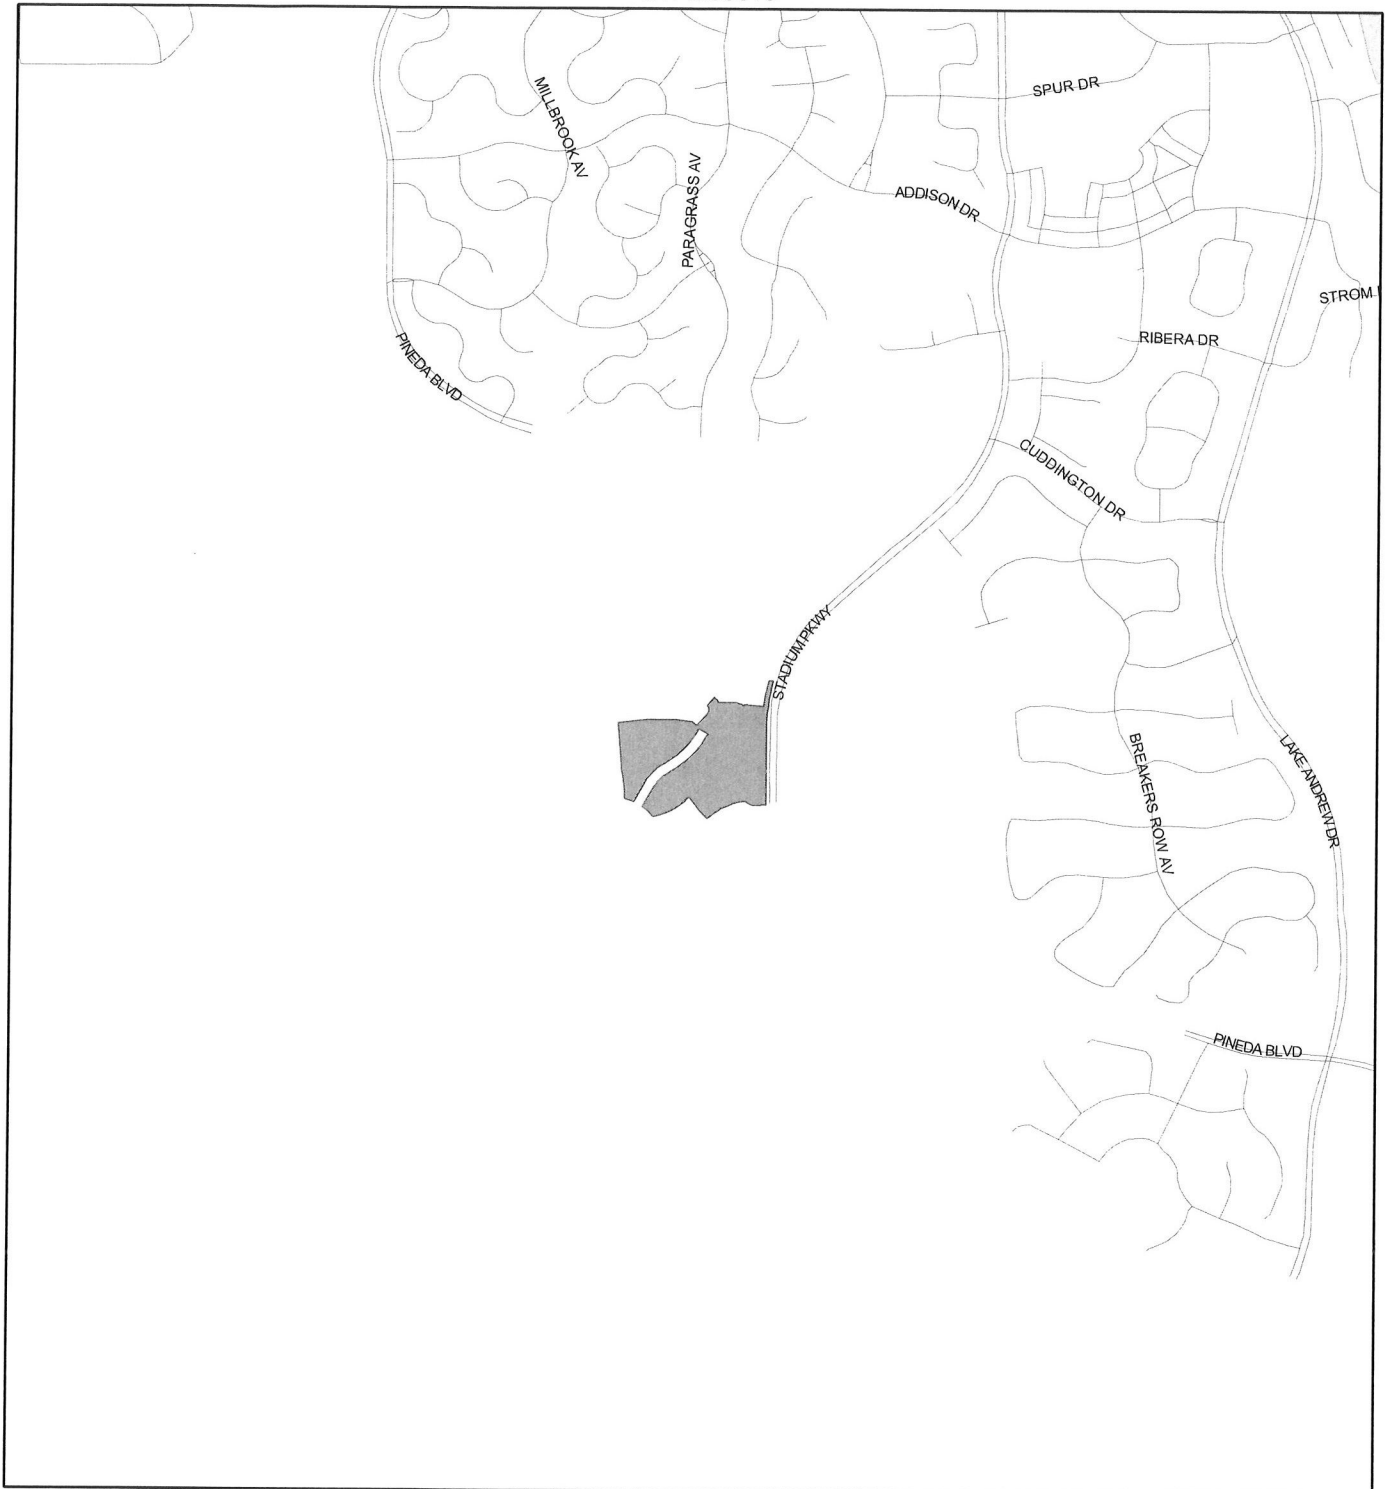 SPUR DR
MILLBROOK AV
PARAGRASS AV
ADDISON DR
STROM
RIBERA DR
PINEDA BLVD
CUDDINGTON DR
STADIUM PKWY
BREAKERS ROW AV
LAKE ANDREW DR
PINEDA BLVD